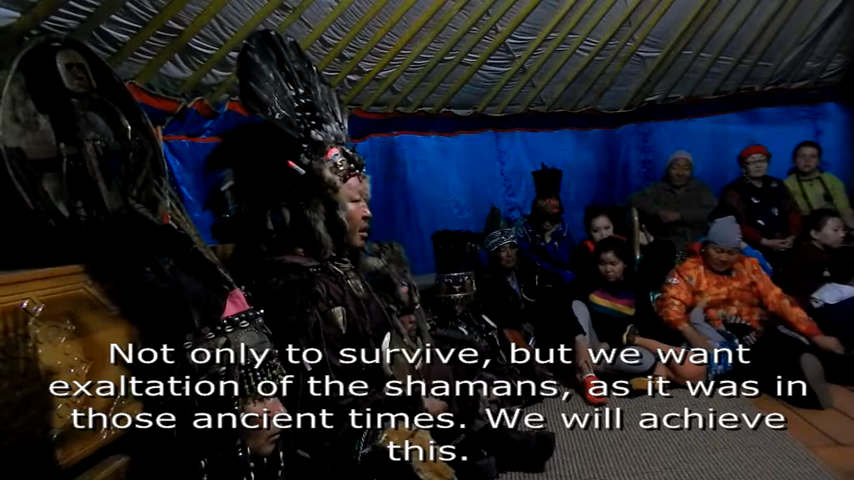 Not only to survive, but we want
exaltation of the shamans, as it was in
those ancient times. We will achieve
this.